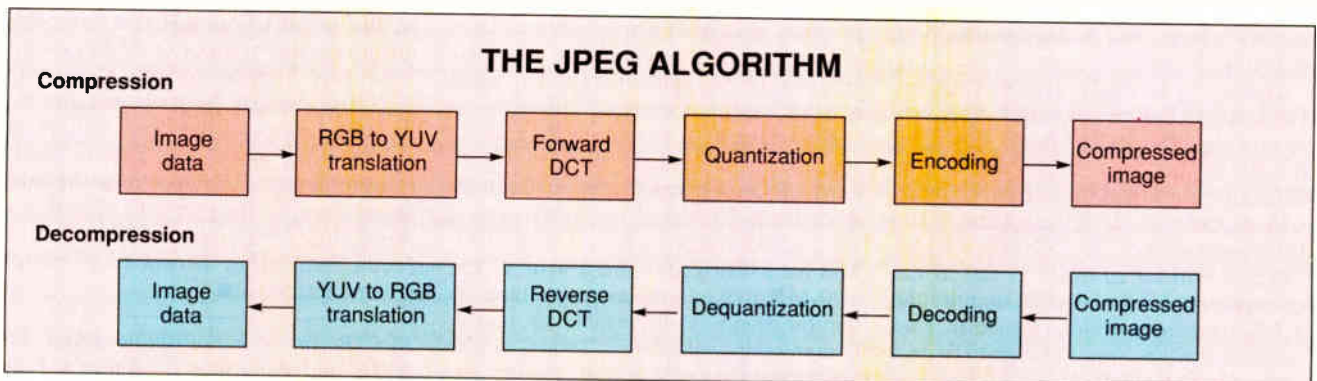 THE JPEG ALGORITHM
Compression
Image
data
RGB to YUV
translation
Forward
DCT
Quantization
Encoding
Compressed
image
Decompression
Image
data
YUV to RGB
translation
Reverse
DCT
Dequantization
Decoding
Compressed
image